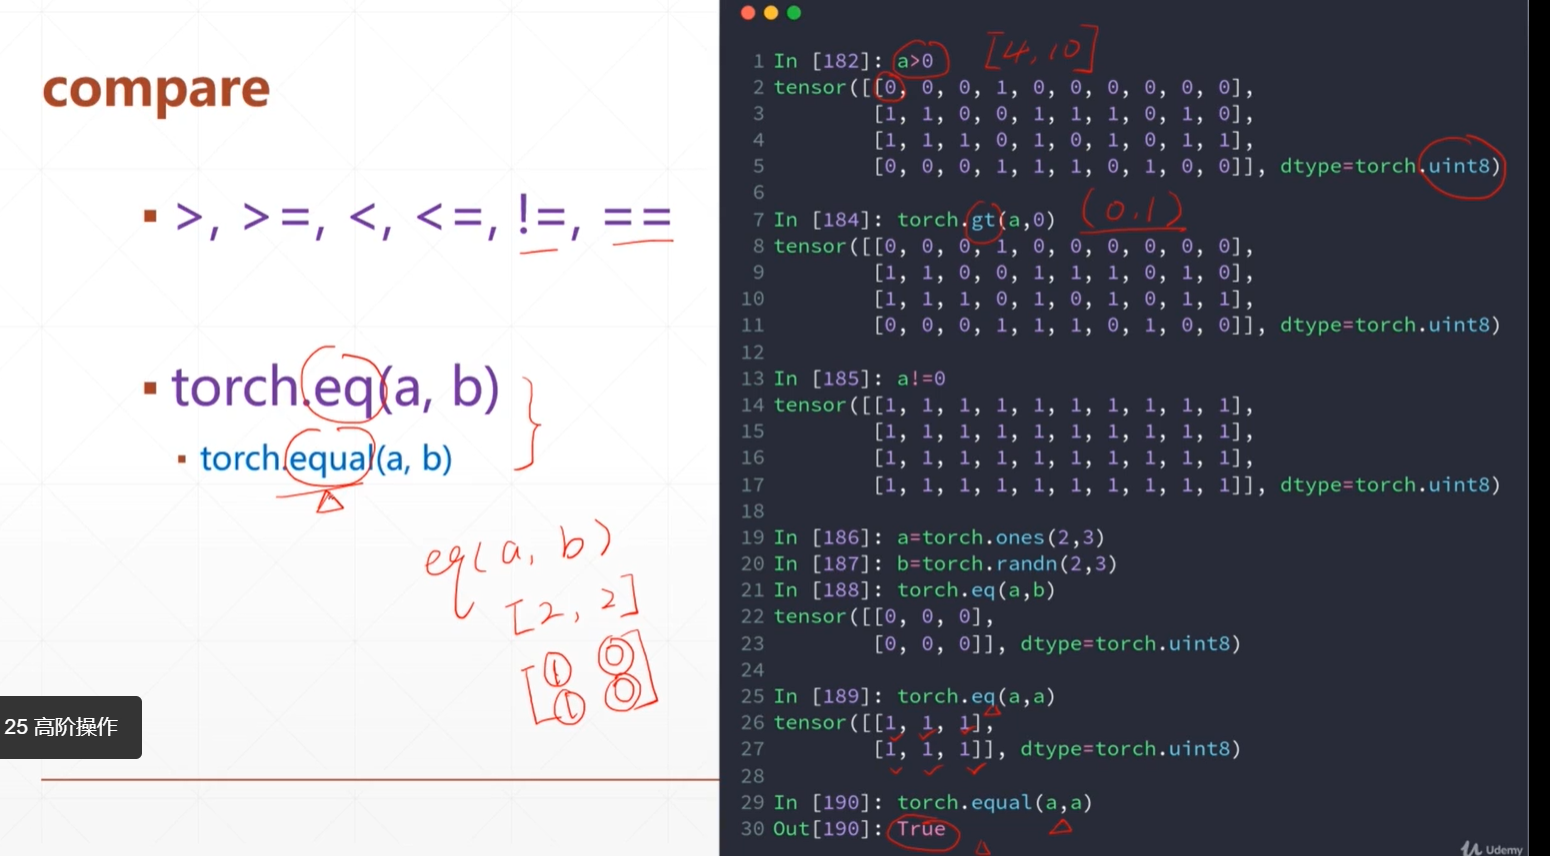 compare
▪ >, >=, <, <=, !=, ==
▪ torch.eq(a, b)
▪ torch.equal(a, b)
eq(a, b)
[2, 2]
[1 0
1 0]
25 高阶操作
[4, 10]
1 In [182]: a>0
2 tensor([[0, 0, 0, 1, 0, 0, 0, 0, 0, 0],
3 [1, 1, 0, 0, 1, 1, 1, 0, 1, 0],
4 [1, 1, 1, 0, 1, 0, 1, 0, 1, 1],
5 [0, 0, 0, 1, 1, 1, 0, 1, 0, 0]], dtype=torch.uint8)
6
7 In [184]: torch.gt(a,0)
(0.1)
8 tensor([[0, 0, 0, 1, 0, 0, 0, 0, 0, 0],
9 [1, 1, 0, 0, 1, 1, 1, 0, 1, 0],
10 [1, 1, 1, 0, 1, 0, 1, 0, 1, 1],
11 [0, 0, 0, 1, 1, 1, 0, 1, 0, 0]], dtype=torch.uint8)
12
13 In [185]: a!=0
14 tensor([[1, 1, 1, 1, 1, 1, 1, 1, 1, 1],
15 [1, 1, 1, 1, 1, 1, 1, 1, 1, 1],
16 [1, 1, 1, 1, 1, 1, 1, 1, 1, 1],
17 [1, 1, 1, 1, 1, 1, 1, 1, 1, 1]], dtype=torch.uint8)
18
19 In [186]: a=torch.ones(2,3)
20 In [187]: b=torch.randn(2,3)
21 In [188]: torch.eq(a,b)
22 tensor([[0, 0, 0],
23 [0, 0, 0]], dtype=torch.uint8)
24
25 In [189]: torch.eq(a,a)
26 tensor([[1, 1, 1],
27 [1, 1, 1]], dtype=torch.uint8)
28
29 In [190]: torch.equal(a,a)
30 Out[190]: True
Udemy